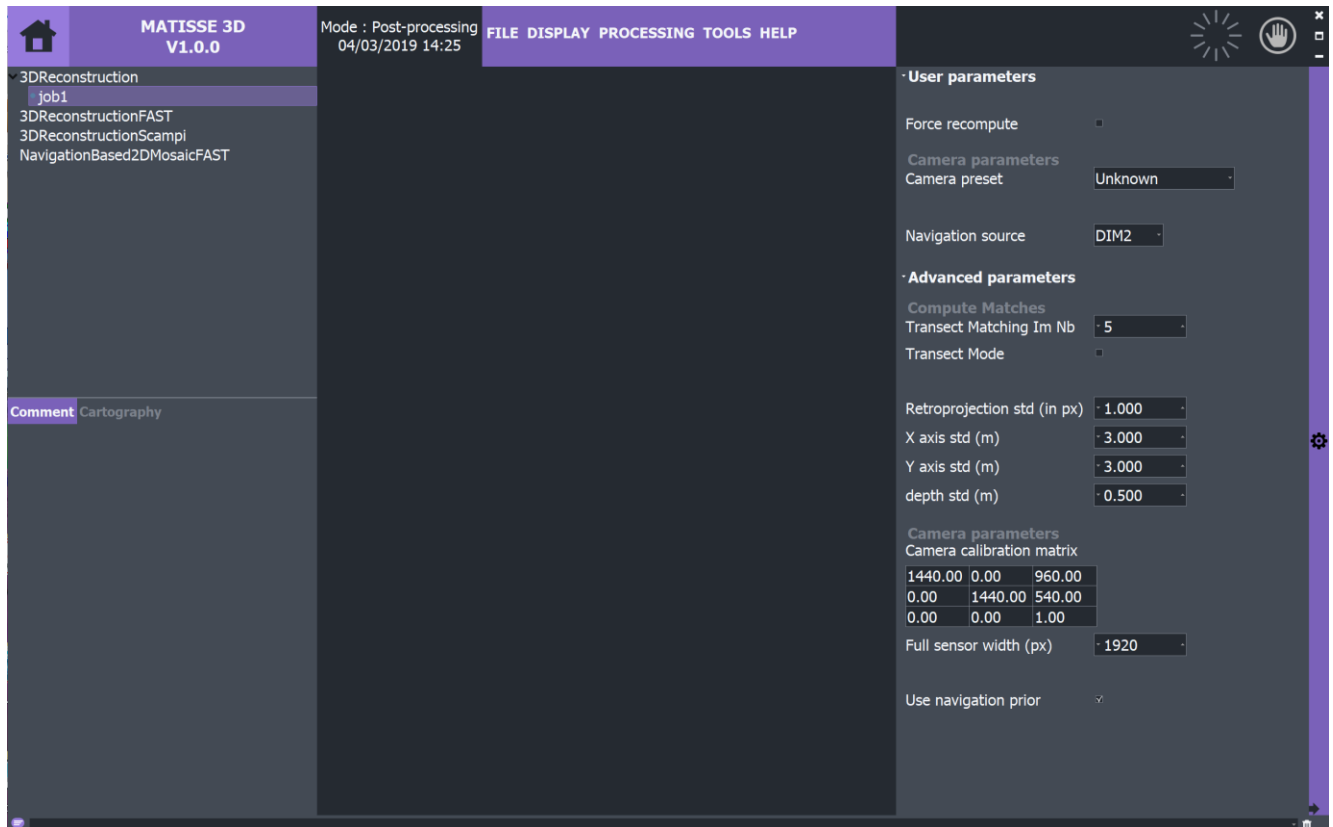 MATISSE 3D
V1.0.0
Mode : Post-processing
04/03/2019 14:25
FILE DISPLAY PROCESSING TOOLS HELP
3DReconstruction
job1
3DReconstructionFAST
3DReconstructionScampi
NavigationBased2DMosaicFAST
Comment Cartography
User parameters
Force recompute
Camera parameters
Camera preset Unknown
Navigation source DIM2
Advanced parameters
Compute Matches
Transect Matching Im Nb 5
Transect Mode
Retroprojection std (in px) 1.000
X axis std (m) 3.000
Y axis std (m) 3.000
depth std (m) 0.500
Camera parameters
Camera calibration matrix
1440.00 0.00 960.00
0.00 1440.00 540.00
0.00 0.00 1.00
Full sensor width (px) 1920
Use navigation prior